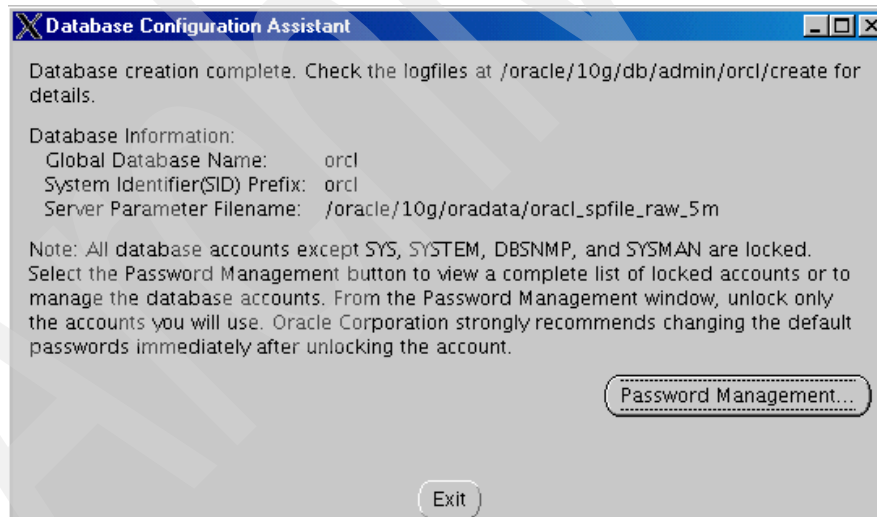 Database Configuration Assistant
Database creation complete. Check the logfiles at /oracle/10g/db/admin/orcl/create for
details.
Database Information:
Global Database Name: orcl
System Identifier(SID) Prefix: orcl
Server Parameter Filename: /oracle/10g/oradata/oracl_spfile_raw_5m
Note: All database accounts except SYS, SYSTEM, DBSNMP, and SYSMAN are locked.
Select the Password Management button to view a complete list of locked accounts or to
manage the database accounts. From the Password Management window, unlock only
the accounts you will use. Oracle Corporation strongly recommends changing the default
passwords immediately after unlocking the account.
Password Management...
Exit